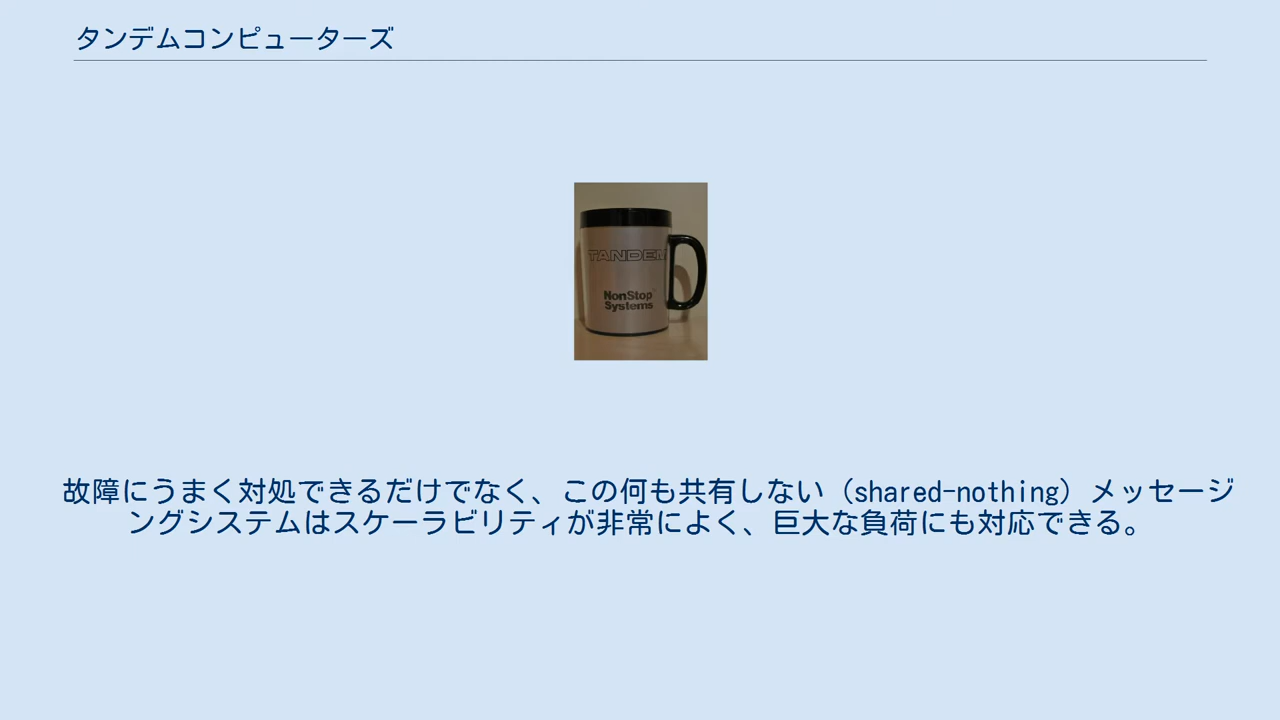 タンデムコンピューターズ
TANDEM
NonStop
Systems
故障にうまく対処できるだけでなく、この何も共有しない（shared-nothing）メッセージ
ングシステムはスケーラビリティが非常によく、巨大な負荷にも対応できる。